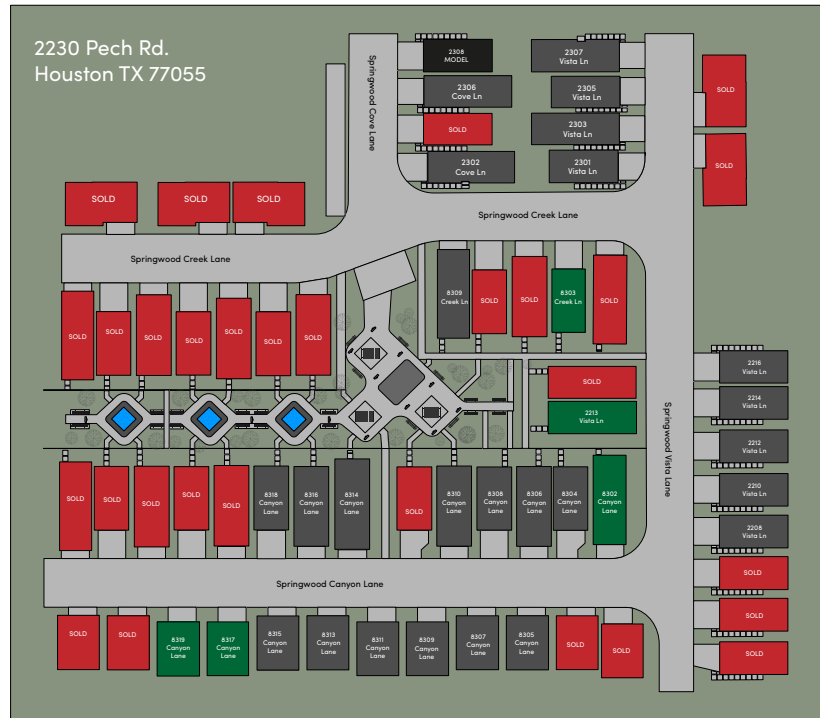 2230 Pech Rd.
Houston TX 77055
Springwood Cove Lane
2308
MODEL
2307
Vista Ln
2306
Cove Ln
2305
Vista Ln
SOLD
2303
Vista Ln
2302
Cove Ln
2301
Vista Ln
SOLD
SOLD
SOLD
SOLD
SOLD
Springwood Creek Lane
Springwood Creek Lane
SOLD
SOLD
SOLD
SOLD
SOLD
SOLD
SOLD
8309
Creek Ln
SOLD
SOLD
8303
Creek Ln
SOLD
SOLD
2213
Vista Ln
Springwood Vista Lane
2216
Vista Ln
2214
Vista Ln
2212
Vista Ln
2210
Vista Ln
2208
Vista Ln
SOLD
SOLD
SOLD
SOLD
SOLD
SOLD
SOLD
SOLD
8318
Canyon
Lane
8316
Canyon
Lane
8314
Canyon
Lane
SOLD
8310
Canyon
Lane
8308
Canyon
Lane
8306
Canyon
Lane
8304
Canyon
Lane
8302
Canyon
Lane
Springwood Canyon Lane
SOLD
SOLD
8319
Canyon
Lane
8317
Canyon
Lane
8315
Canyon
Lane
8313
Canyon
Lane
8311
Canyon
Lane
8309
Canyon
Lane
8307
Canyon
Lane
8305
Canyon
Lane
SOLD
SOLD